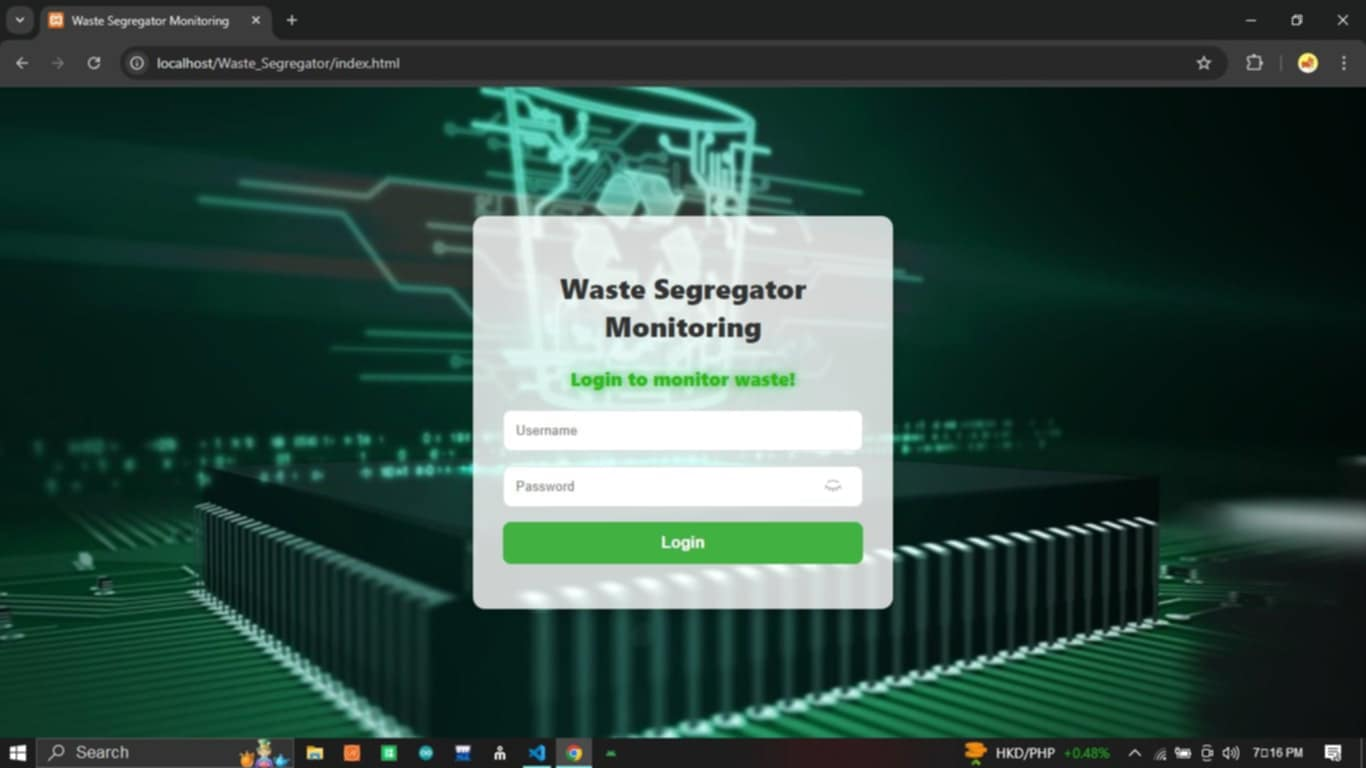 Waste Segregator Monitoring
localhost/Waste_Segregator/index.html
Waste Segregator
Monitoring
Login to monitor waste!
Username
Password
Login
Search
HKD/PHP +0.48%
7□16 PM